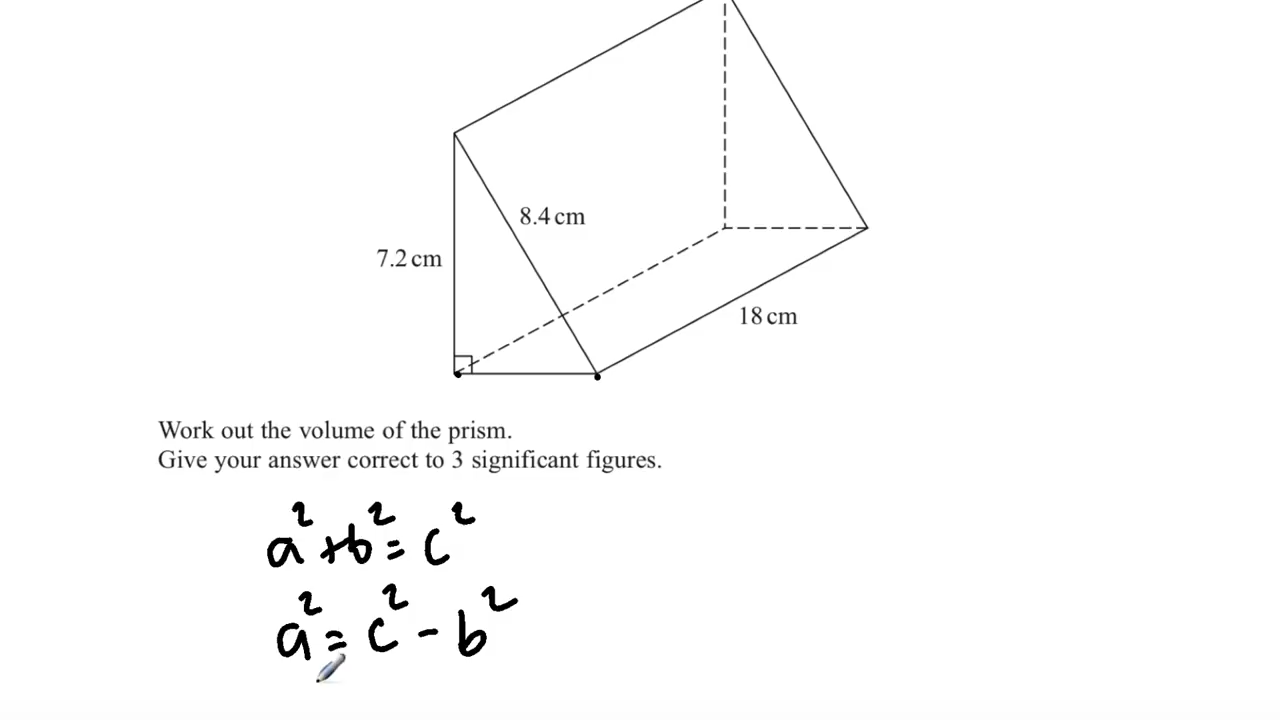 8.4 cm
7.2 cm
18 cm
Work out the volume of the prism.
Give your answer correct to 3 significant figures.
a² + b² = c²
a² = c² - b²